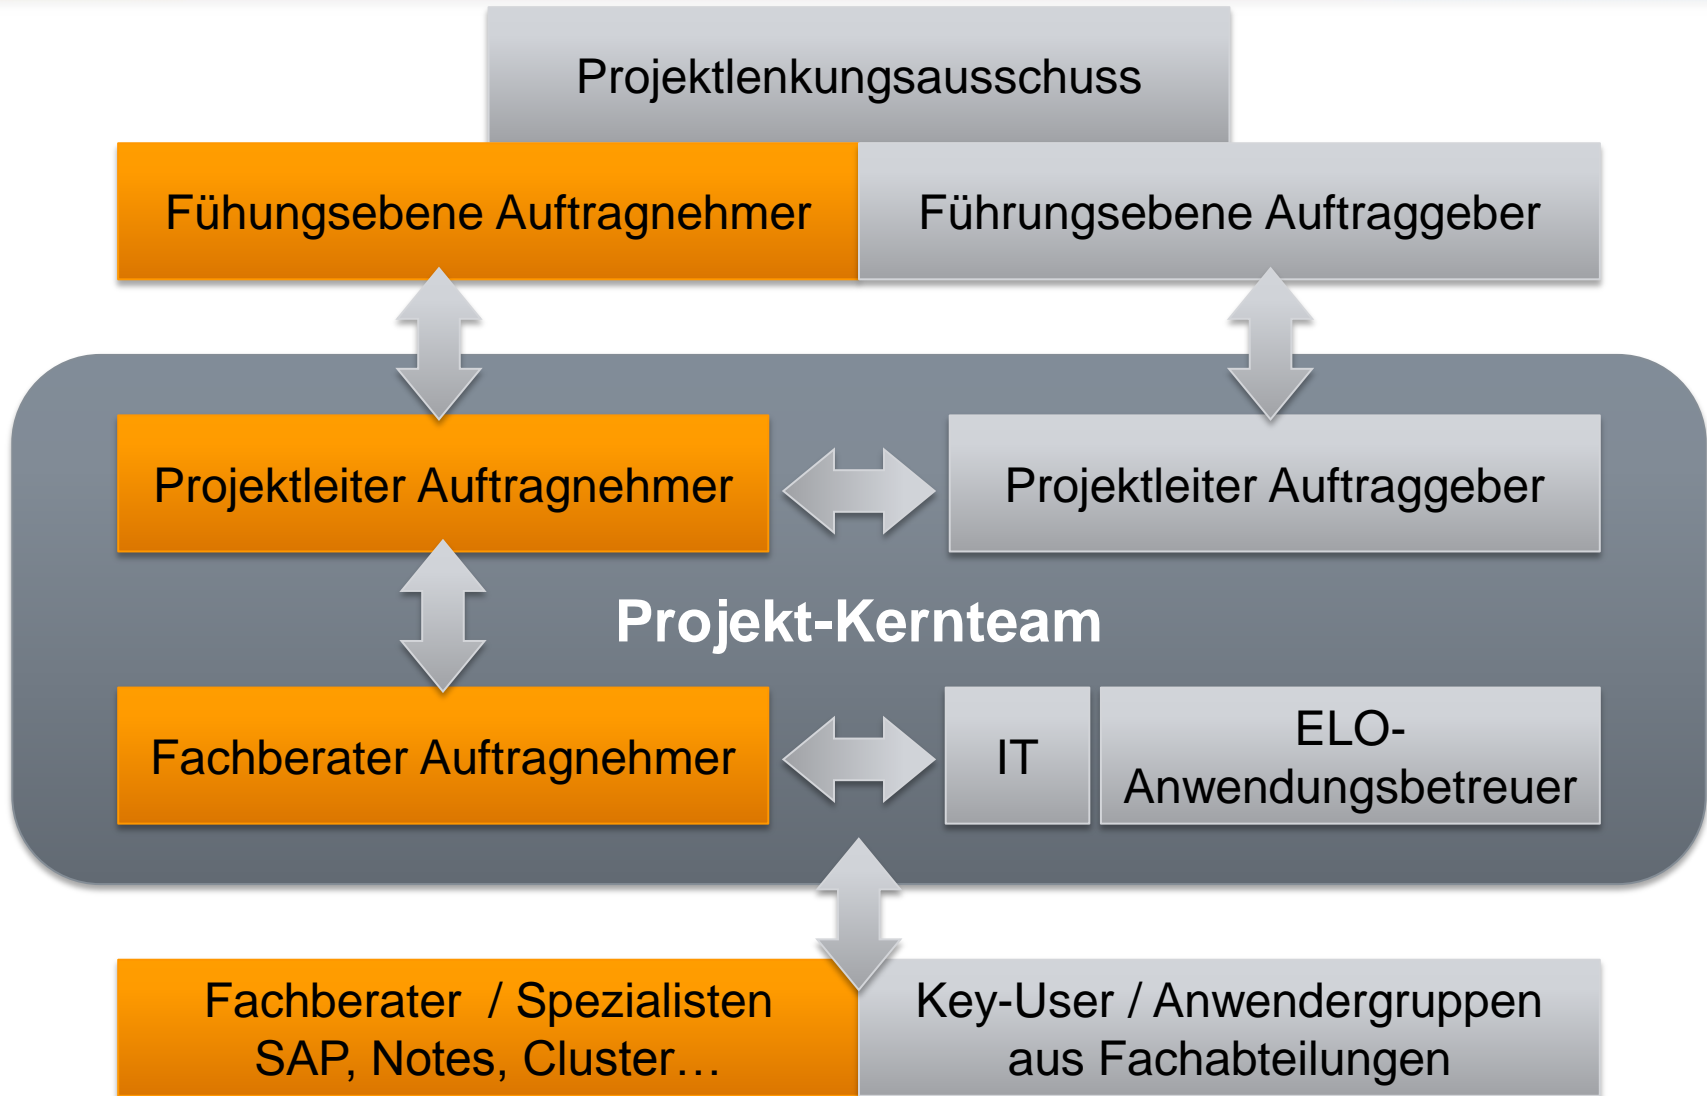 Projektlenkungsausschuss
Fühungsebene Auftragnehmer
Führungsebene Auftraggeber
Projektleiter Auftragnehmer
Projektleiter Auftraggeber
Projekt-Kernteam
Fachberater Auftragnehmer
IT
ELO-
Anwendungsbetreuer
Fachberater / Spezialisten
SAP, Notes, Cluster…
Key-User / Anwendergruppen
aus Fachabteilungen